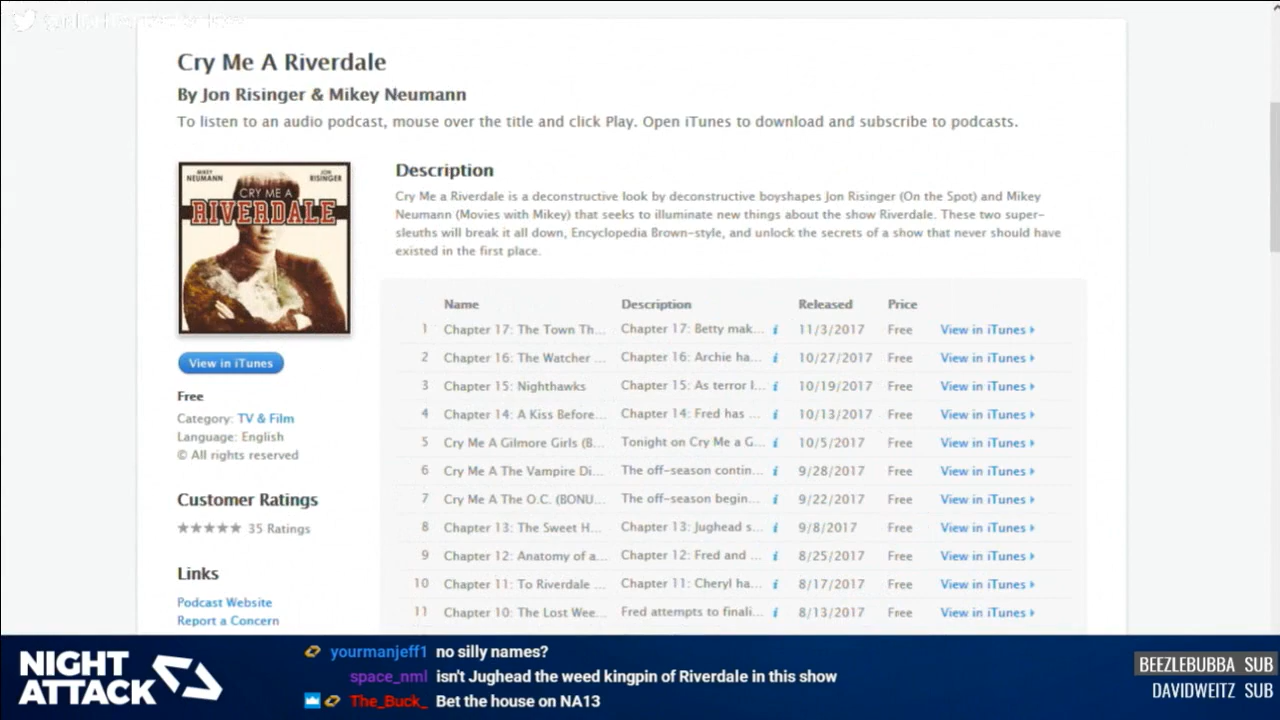 Cry Me A Riverdale
By Jon Risinger & Mikey Neumann
To listen to an audio podcast, mouse over the title and click Play. Open iTunes to download and subscribe to podcasts.
MIKEY NEUMANN
JON RISINGER
CRY ME A
RIVERDALE
View in iTunes
Free
Category: TV & Film
Language: English
© All rights reserved
Customer Ratings
★★★★★ 35 Ratings
Links
Podcast Website
Report a Concern
Description
Cry Me a Riverdale is a deconstructive look by deconstructive boyshapes Jon Risinger (On the Spot) and Mikey
Neumann (Movies with Mikey) that seeks to illuminate new things about the show Riverdale. These two super-
sleuths will break it all down, Encyclopedia Brown-style, and unlock the secrets of a show that never should have
existed in the first place.
Name Description Released Price
1 Chapter 17: The Town Th... Chapter 17: Betty mak... i 11/3/2017 Free View in iTunes
2 Chapter 16: The Watcher ... Chapter 16: Archie ha... i 10/27/2017 Free View in iTunes
3 Chapter 15: Nighthawks Chapter 15: As terror l... i 10/19/2017 Free View in iTunes
4 Chapter 14: A Kiss Before... Chapter 14: Fred has ... i 10/13/2017 Free View in iTunes
5 Cry Me A Gilmore Girls (B... Tonight on Cry Me a G... i 10/5/2017 Free View in iTunes
6 Cry Me A The Vampire Di... The off-season contin... i 9/28/2017 Free View in iTunes
7 Cry Me A The O.C. (BONU... The off-season begin... i 9/22/2017 Free View in iTunes
8 Chapter 13: The Sweet H... Chapter 13: Jughead s... i 9/8/2017 Free View in iTunes
9 Chapter 12: Anatomy of a... Chapter 12: Fred and ... i 8/25/2017 Free View in iTunes
10 Chapter 11: To Riverdale ... Chapter 11: Cheryl ha... i 8/17/2017 Free View in iTunes
11 Chapter 10: The Lost Wee... Fred attempts to finali... i 8/13/2017 Free View in iTunes
NIGHT
ATTACK
yourmanjeff1 no silly names?
space_nml isn't Jughead the weed kingpin of Riverdale in this show
The_Buck_ Bet the house on NA13
BEEZLEBUBBA SUB
DAVIDWEITZ SUB